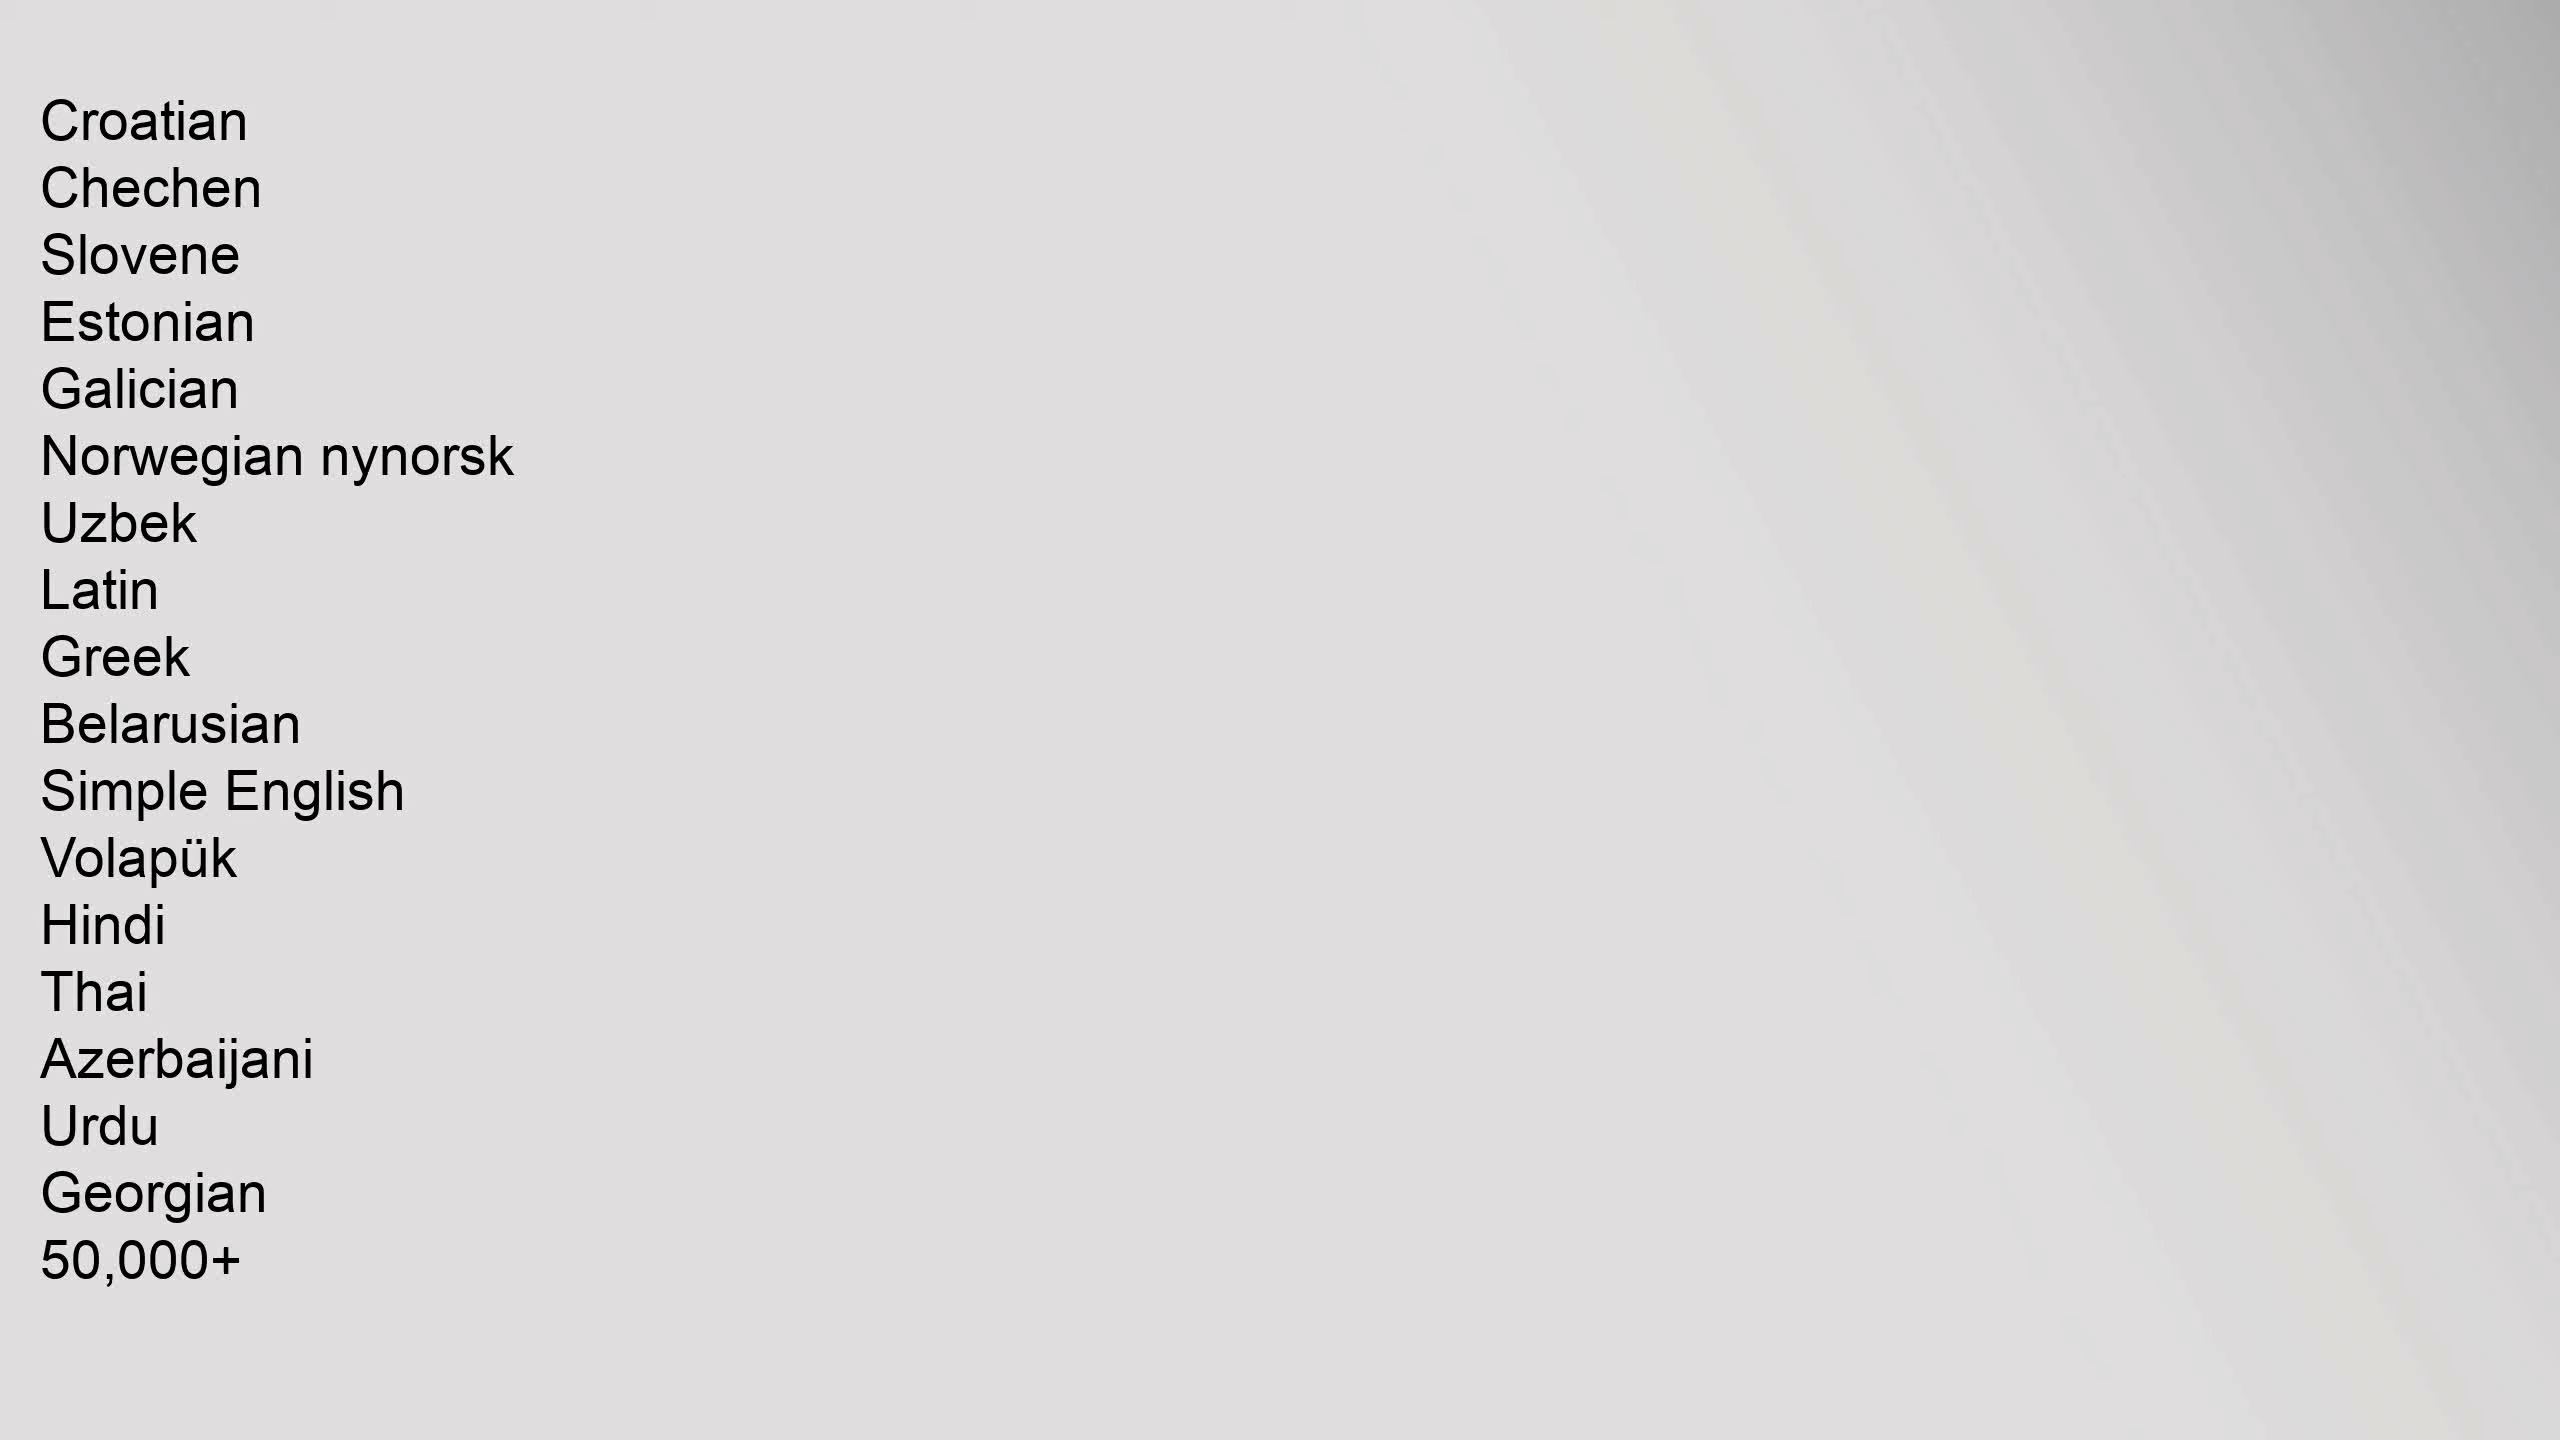 Croatian
Chechen
Slovene
Estonian
Galician
Norwegian nynorsk
Uzbek
Latin
Greek
Belarusian
Simple English
Volapük
Hindi
Thai
Azerbaijani
Urdu
Georgian
50,000+